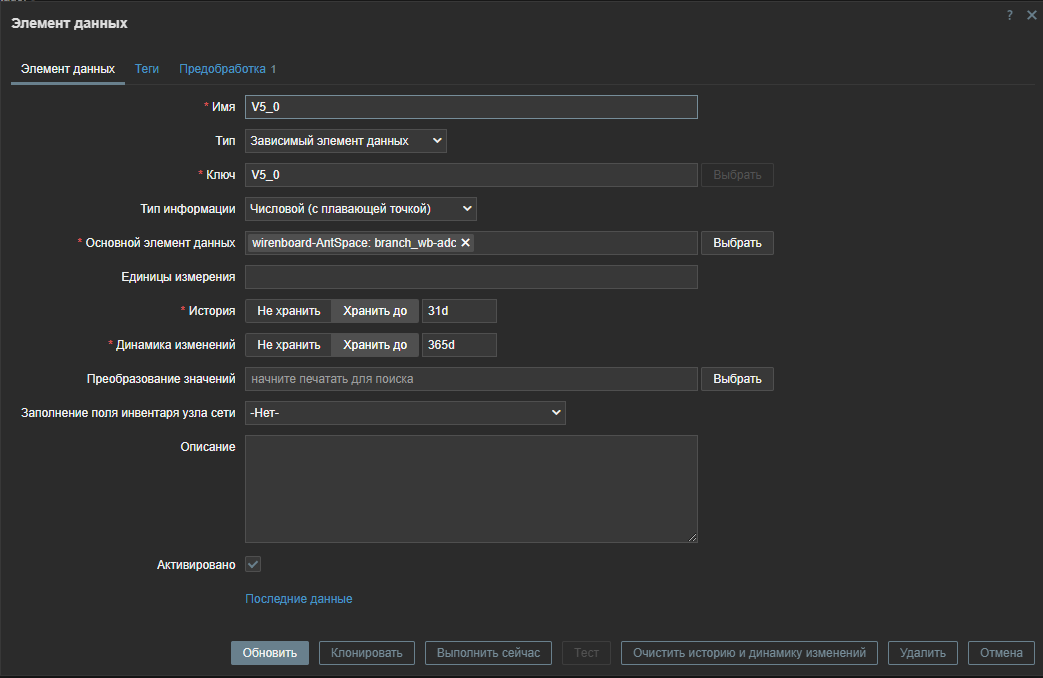 Элемент данных
?
Элемент данных Теги Предобработка 1
* Имя V5_0
Тип Зависимый элемент данных
* Ключ V5_0 Выбрать
Тип информации Числовой (с плавающей точкой)
* Основной элемент данных wirenboard-AntSpace: branch_wb-adc Выбрать
Единицы измерения
* История Не хранить Хранить до 31d
* Динамика изменений Не хранить Хранить до 365d
Преобразование значений начните печатать для поиска Выбрать
Заполнение поля инвентаря узла сети -Нет-
Описание
Активировано
Последние данные
Обновить Клонировать Выполнить сейчас Тест Очистить историю и динамику изменений Удалить Отмена